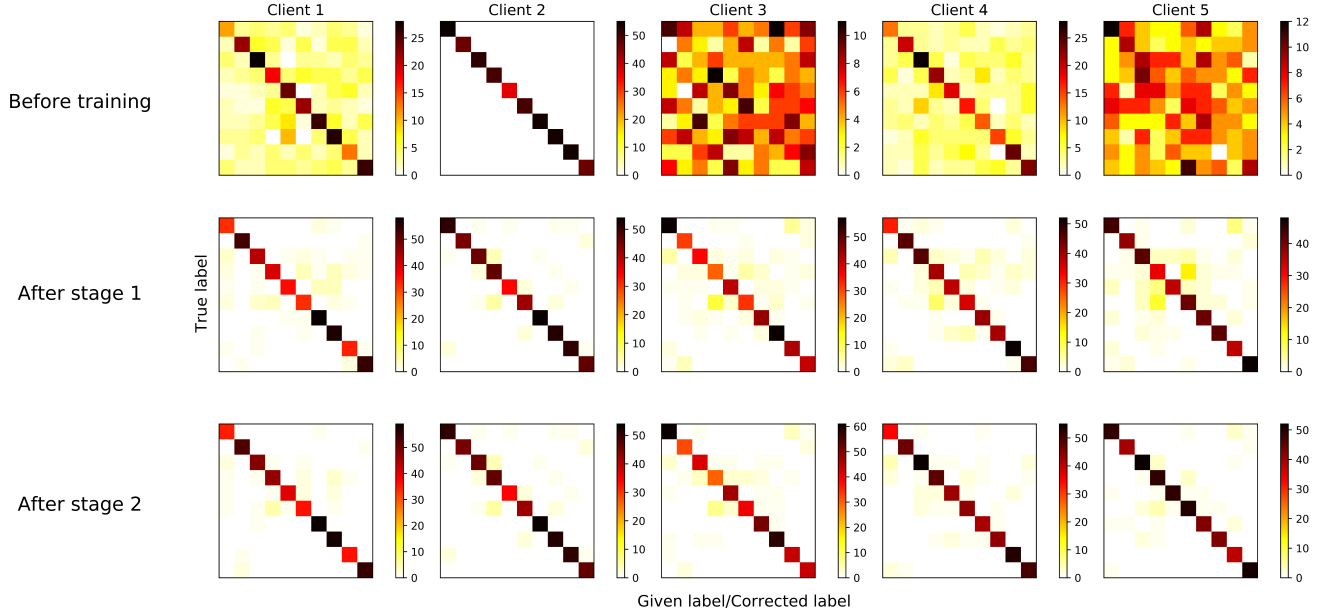 Client 1 Client 2 Client 3 Client 4 Client 5
Before training
25 20 15 10 5 0
50 40 30 20 10 0
10 8 6 4 2 0
25 20 15 10 5 0
12 10 8 6 4 2 0
After stage 1
True label
50 40 30 20 10 0
50 40 30 20 10 0
50 40 30 20 10 0
50 40 30 20 10 0
40 30 20 10 0
After stage 2
50 40 30 20 10 0
50 40 30 20 10 0
60 50 40 30 20 10 0
50 40 30 20 10 0
50 40 30 20 10 0
Given label/Corrected label